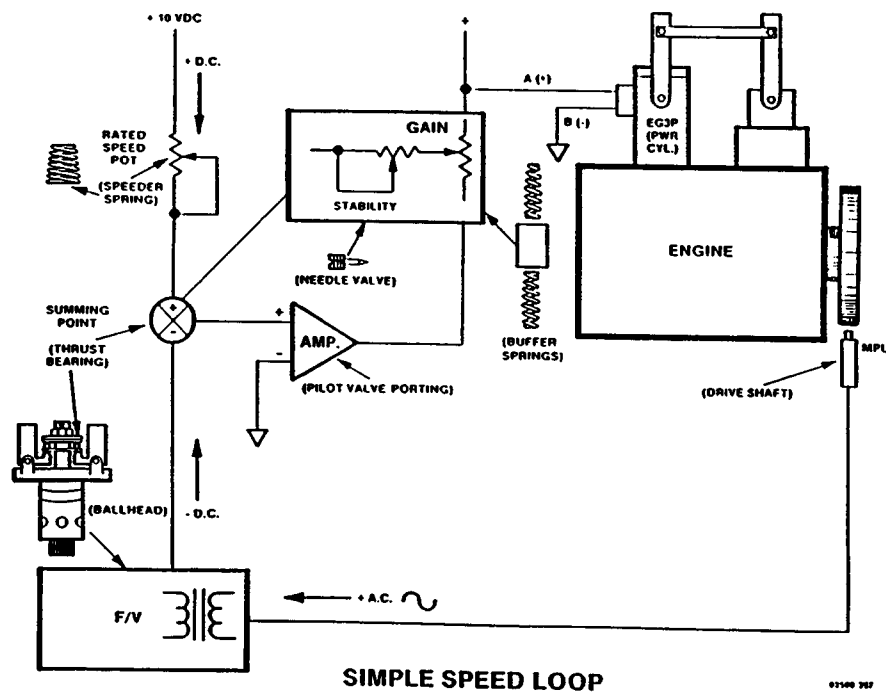 + 10 VDC
+ D.C.
RATED
SPEED
POT
(SPEEDER
SPRING)
GAIN
STABILITY
(NEEDLE VALVE)
+
A (+)
B (-)
EG3P
(PWR
CYL.)
ENGINE
(BUFFER
SPRINGS)
SUMMING
POINT
(THRUST
BEARING)
+
-
+
-
AMP.
(PILOT VALVE PORTING)
MPU
(DRIVE SHAFT)
(BALLHEAD)
- D.C.
F/V
+ A.C.
SIMPLE SPEED LOOP